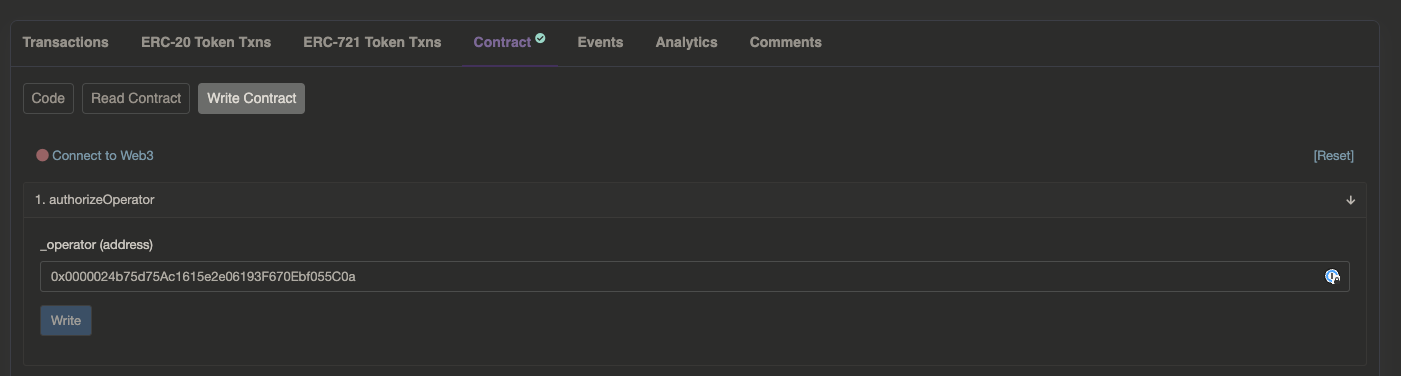 Transactions ERC-20 Token Txns ERC-721 Token Txns Contract Events Analytics Comments
Code Read Contract Write Contract
Connect to Web3 [Reset]
1. authorizeOperator
_operator (address)
0x0000024b75d75Ac1615e2e06193F670Ebf055C0a
Write